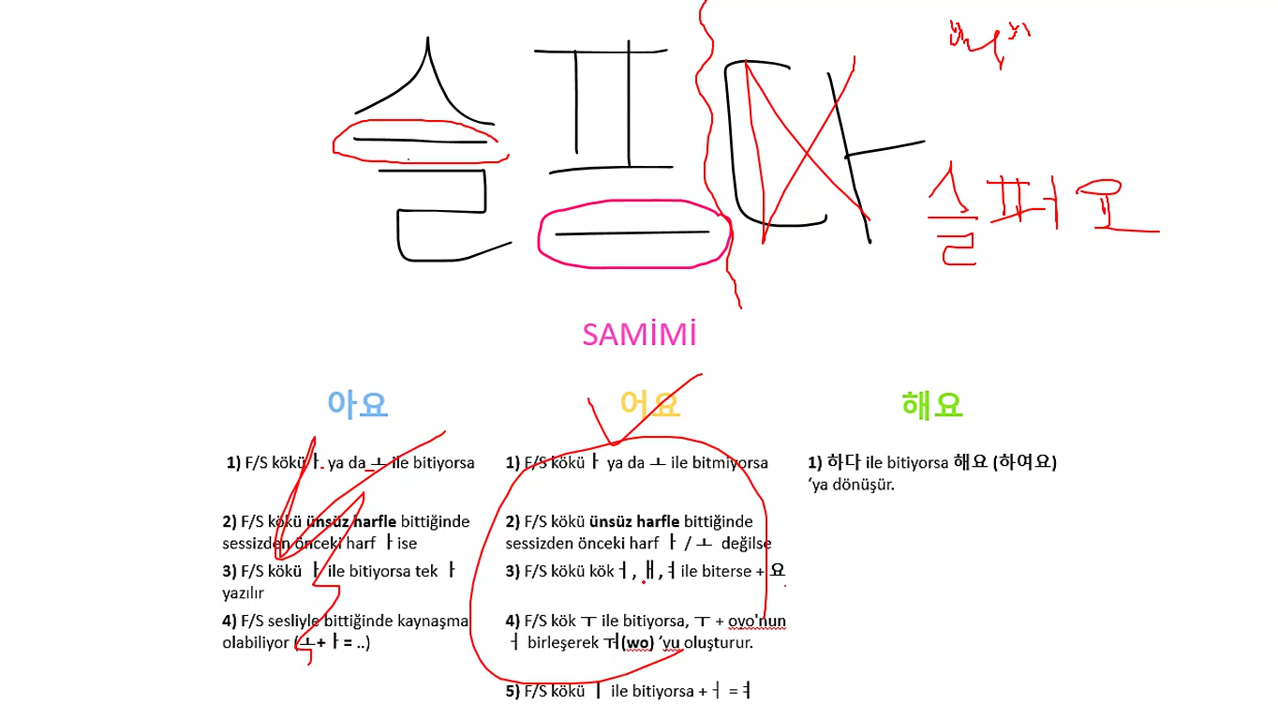 슬프다
슬퍼요
SAMİMİ
아요
어요
해요
1) F/S kökü ㅏ ya da ㅗ ile bitiyorsa
2) F/S kökü ünsüz harfle bittiğinde
sessizden önceki harf ㅏ ise
3) F/S kökü ㅏ ile bitiyorsa tek ㅏ
yazılır
4) F/S sesliyle bittiğinde kaynaşma
olabiliyor (ㅗ+ㅏ= ..)
1) F/S kökü ㅏ ya da ㅗ ile bitmiyorsa
2) F/S kökü ünsüz harfle bittiğinde
sessizden önceki harf ㅏ / ㅗ değilse
3) F/S kökü kök ㅓ, ㅐ, ㅕ ile biterse + 요
4) F/S kök ㅜ ile bitiyorsa, ㅜ + oyo'nun
ㅓ birleşerek ㅝ(wo) 'yu oluşturur.
5) F/S kökü ㅣ ile bitiyorsa + ㅓ = ㅕ
1) 하다 ile bitiyorsa 해요 (하여요)
'ya dönüşür.